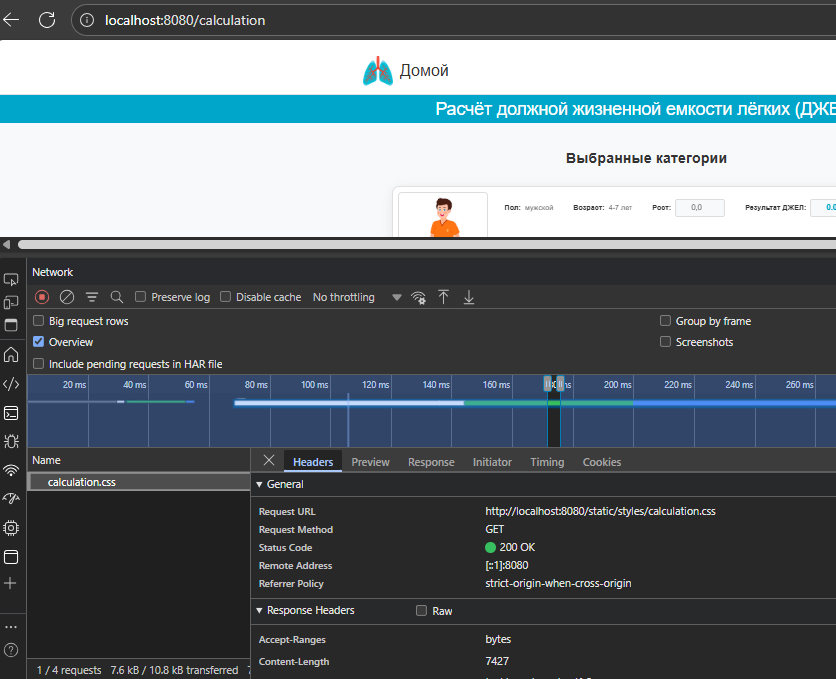 localhost:8080/calculation
Домой
Расчёт должной жизненной емкости лёгких (ДЖЕ
Выбранные категории
Пол: мужской Возраст: 4-7 лет Рост: 0,0 Результат ДЖЕЛ: 0.0
Network
Preserve log Disable cache No throttling
Big request rows Group by frame
Overview Screenshots
Include pending requests in HAR file
20 ms 40 ms 60 ms 80 ms 100 ms 120 ms 140 ms 160 ms 200 ms 220 ms 240 ms 260 ms
Name Headers Preview Response Initiator Timing Cookies
calculation.css
General
Request URL http://localhost:8080/static/styles/calculation.css
Request Method GET
Status Code 200 OK
Remote Address [::1]:8080
Referrer Policy strict-origin-when-cross-origin
Response Headers Raw
Accept-Ranges bytes
Content-Length 7427
1 / 4 requests 7.6 kB / 10.8 kB transferred